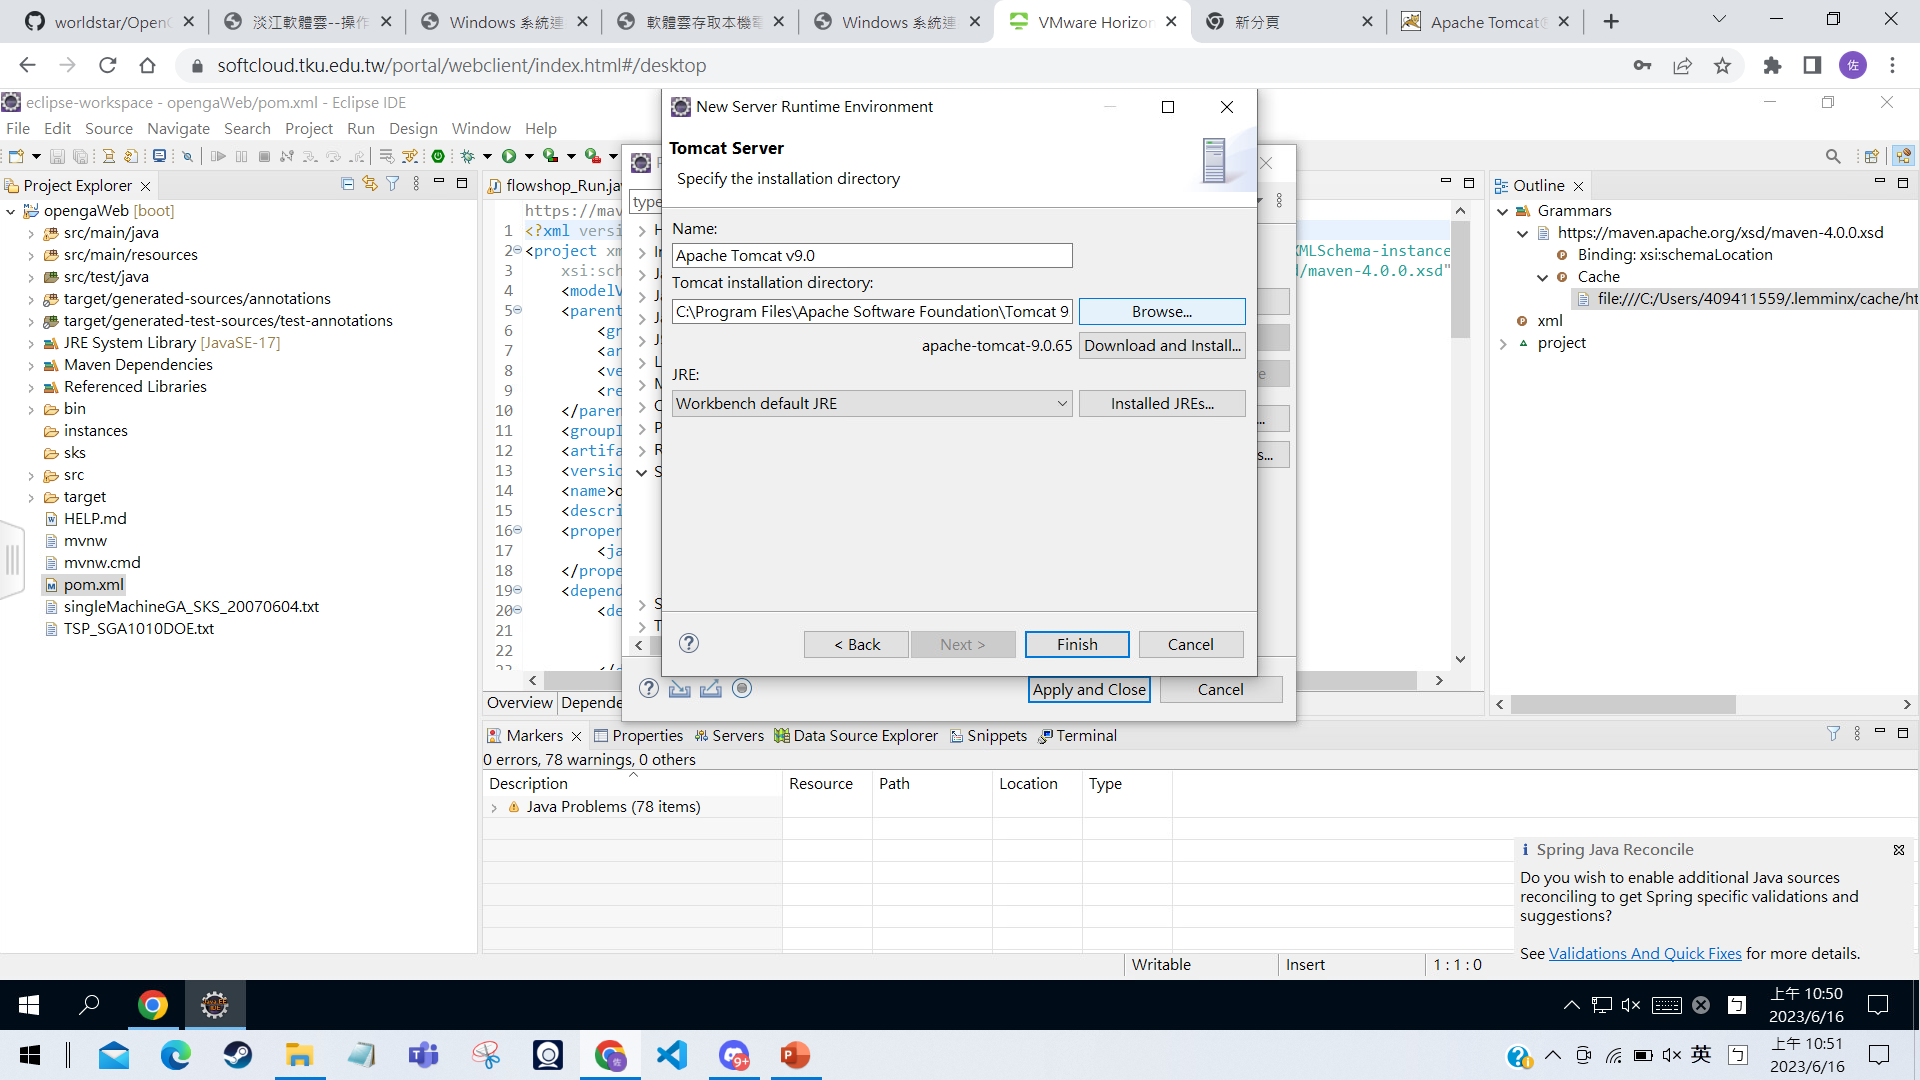 worldstar/Open
淡江軟體雲--操作
Windows 系統連
軟體雲存取本機電
Windows 系統連
VMware Horizon
新分頁
Apache Tomcat®
softcloud.tku.edu.tw/portal/webclient/index.html#/desktop
佐
eclipse-workspace - opengaWeb/pom.xml - Eclipse IDE
File Edit Source Navigate Search Project Run Design Window Help
Project Explorer
opengaWeb [boot]
src/main/java
src/main/resources
src/test/java
target/generated-sources/annotations
target/generated-test-sources/test-annotations
JRE System Library [JavaSE-17]
Maven Dependencies
Referenced Libraries
bin
instances
sks
src
target
HELP.md
mvnw
mvnw.cmd
pom.xml
singleMachineGA_SKS_20070604.txt
TSP_SGA1010DOE.txt
flowshop_Run.ja
https://mav
1 <?xml versi
2 <project xm
XMLSchema-instance
3 xsi:sch
d/maven-4.0.0.xsd"
4 <modelV
5 <parent
6 <gr
7 <ar
8 <ve
9 <re
10 </paren
11 <groupI
12 <artifa
13 <versio
14 <name>o
15 <descri
16 <proper
17 <ja
18 </prope
19 <depend
20 <de
21
22
Overview
Depende
type
New Server Runtime Environment
Tomcat Server
Specify the installation directory
Name:
Apache Tomcat v9.0
Tomcat installation directory:
C:\Program Files\Apache Software Foundation\Tomcat 9
Browse...
apache-tomcat-9.0.65
Download and Install...
JRE:
Workbench default JRE
Installed JREs...
< Back
Next >
Finish
Cancel
Apply and Close
Cancel
Outline
Grammars
https://maven.apache.org/xsd/maven-4.0.0.xsd
Binding: xsi:schemaLocation
Cache
file:///C:/Users/409411559/.lemminx/cache/ht
xml
project
Markers
Properties
Servers
Data Source Explorer
Snippets
Terminal
0 errors, 78 warnings, 0 others
Description Resource Path Location Type
Java Problems (78 items)
Spring Java Reconcile
Do you wish to enable additional Java sources
reconciling to get Spring specific validations and
suggestions?
See Validations And Quick Fixes for more details.
Writable
Insert
1 : 1 : 0
上午 10:50
2023/6/16
9+
英
上午 10:51
2023/6/16